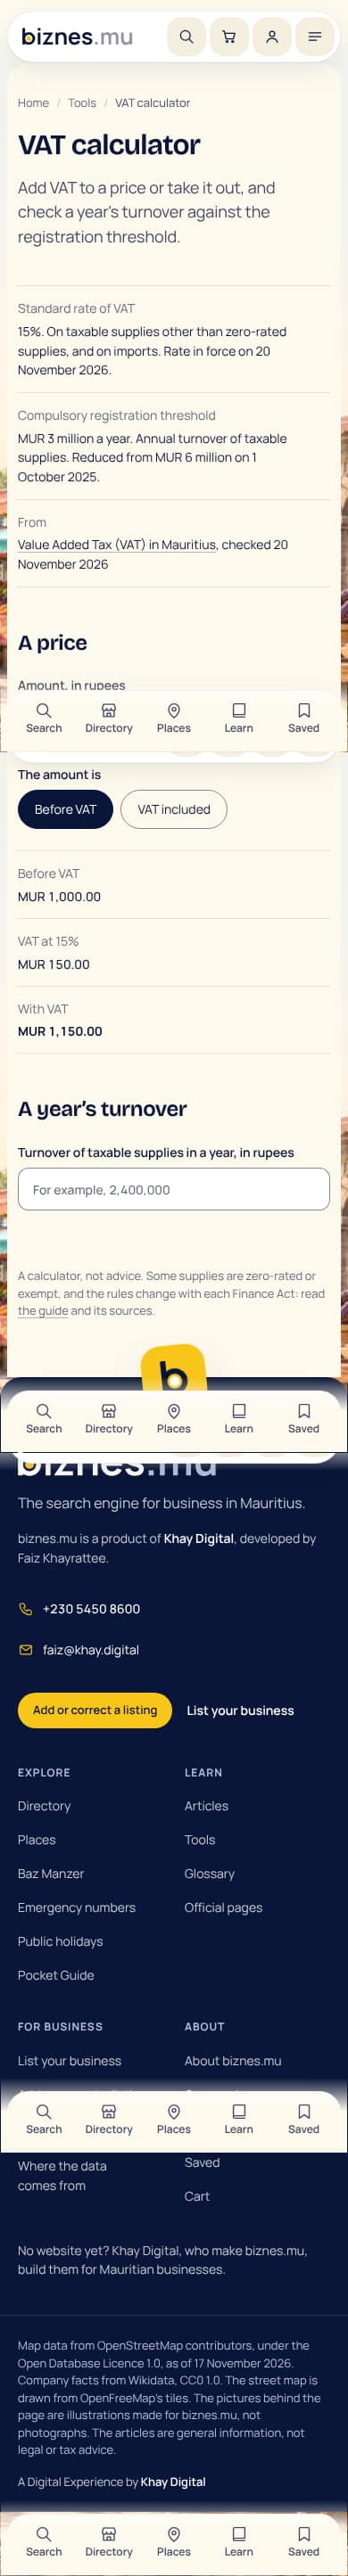 biznes.mu
Home / Tools / VAT calculator
VAT calculator
Add VAT to a price or take it out, and
check a year's turnover against the
registration threshold.
Standard rate of VAT
15%. On taxable supplies other than zero-rated
supplies, and on imports. Rate in force on 20
November 2026.
Compulsory registration threshold
MUR 3 million a year. Annual turnover of taxable
supplies. Reduced from MUR 6 million on 1
October 2025.
From
Value Added Tax (VAT) in Mauritius, checked 20
November 2026
A price
Amount, in rupees
Search Directory Places Learn Saved
The amount is
Before VAT VAT included
Before VAT
MUR 1,000.00
VAT at 15%
MUR 150.00
With VAT
MUR 1,150.00
A year's turnover
Turnover of taxable supplies in a year, in rupees
For example, 2,400,000
A calculator, not advice. Some supplies are zero-rated or
exempt, and the rules change with each Finance Act: read
the guide and its sources.
b
Search Directory Places Learn Saved
biznes.mu
The search engine for business in Mauritius.
biznes.mu is a product of Khay Digital, developed by
Faiz Khayrattee.
+230 5450 8600
faiz@khay.digital
Add or correct a listing List your business
EXPLORE
Directory
Places
Baz Manzer
Emergency numbers
Public holidays
Pocket Guide
LEARN
Articles
Tools
Glossary
Official pages
FOR BUSINESS
List your business
Where the data
comes from
ABOUT
About biznes.mu
Search Directory Places Learn Saved
Saved
Cart
No website yet? Khay Digital, who make biznes.mu,
build them for Mauritian businesses.
Map data from OpenStreetMap contributors, under the
Open Database Licence 1.0, as of 17 November 2026.
Company facts from Wikidata, CC0 1.0. The street map is
drawn from OpenFreeMap's tiles. The pictures behind the
page are illustrations made for biznes.mu, not
photographs. The articles are general information, not
legal or tax advice.
A Digital Experience by Khay Digital
Search Directory Places Learn Saved